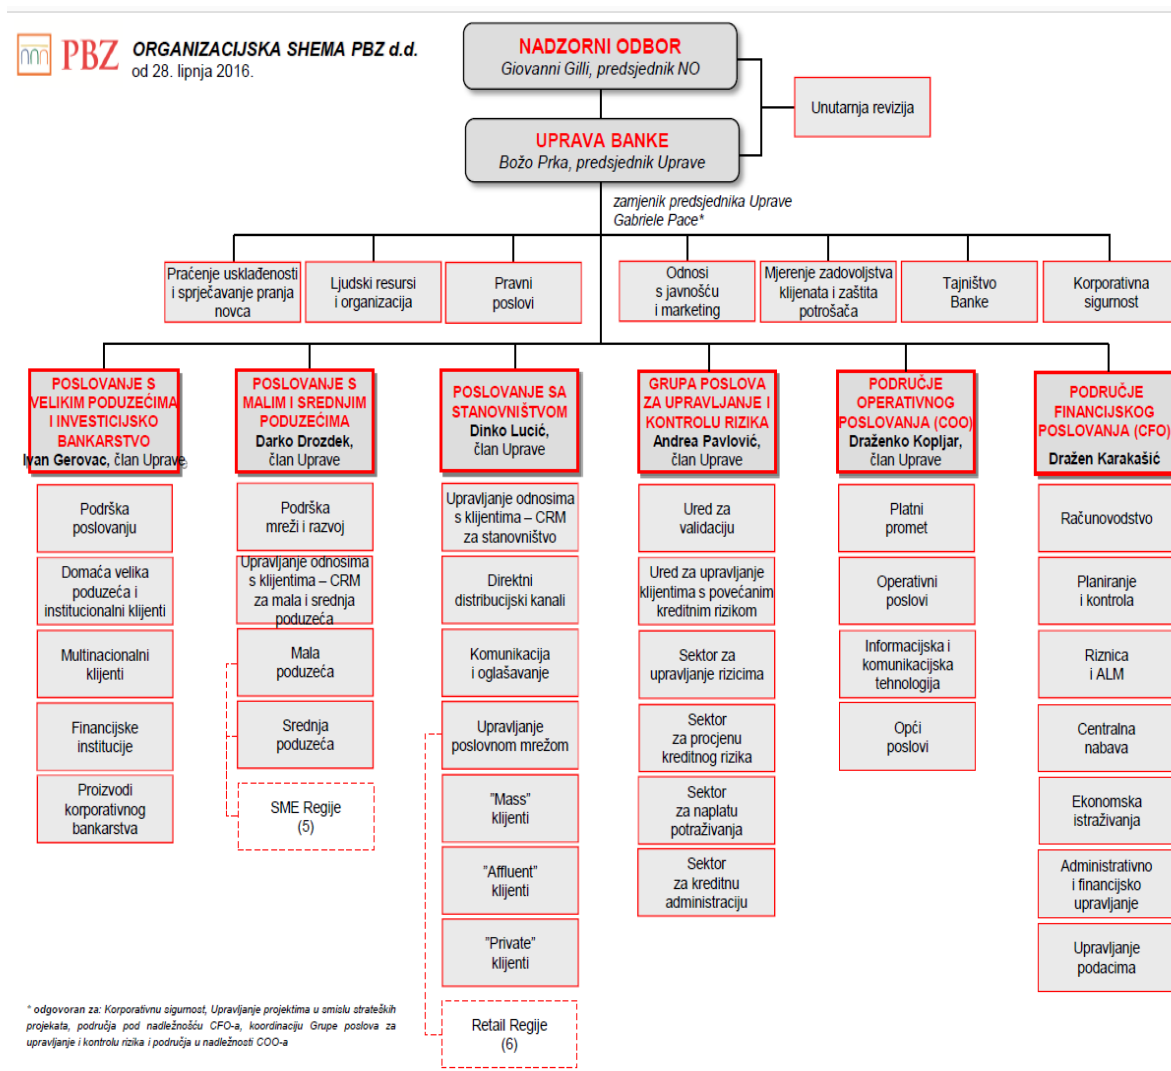 PBZ
ORGANIZACIJSKA SHEMA PBZ d.d.
od 28. lipnja 2016.
NADZORNI ODBOR
Giovanni Gilli, predsjednik NO
Unutarnja revizija
UPRAVA BANKE
Božo Prka, predsjednik Uprave
zamjenik predsjednika Uprave
Gabriele Pace*
Praćenje usklađenosti
i sprječavanje pranja
novca
Ljudski resursi
i organizacija
Pravni
poslovi
Odnosi
s javnošću
i marketing
Mjerenje zadovoljstva
klijenata i zaštita
potrošača
Tajništvo
Banke
Korporativna
sigurnost
POSLOVANJE S
VELIKIM PODUZEĆIMA
I INVESTICIJSKO
BANKARSTVO
Ivan Gerovac, član Uprave
Podrška
poslovanju
Domaća velika
poduzeća i
institucionalni klijenti
Multinacionalni
klijenti
Financijske
institucije
Proizvodi
korporativnog
bankarstva
POSLOVANJE S
MALIM I SREDNJIM
PODUZEĆIMA
Darko Drozdek,
član Uprave
Podrška
mreži i razvoj
Upravljanje odnosima
s klijentima – CRM
za mala i srednja
poduzeća
Mala
poduzeća
Srednja
poduzeća
SME Regije
(5)
POSLOVANJE SA
STANOVNIŠTVOM
Dinko Lucić,
član Uprave
Upravljanje odnosima
s klijentima – CRM
za stanovništvo
Direktni
distribucijski kanali
Komunikacija
i oglašavanje
Upravljanje
poslovnom mrežom
"Mass"
klijenti
"Affluent"
klijenti
"Private"
klijenti
Retail Regije
(6)
GRUPA POSLOVA
ZA UPRAVLJANJE I
KONTROLU RIZIKA
Andrea Pavlović,
član Uprave
Ured za
validaciju
Ured za upravljanje
klijentima s povećanim
kreditnim rizikom
Sektor za
upravljanje rizicima
Sektor
za procjenu
kreditnog rizika
Sektor
za naplatu
potraživanja
Sektor
za kreditnu
administraciju
PODRUČJE
OPERATIVNOG
POSLOVANJA (COO)
Draženko Kopljar,
član Uprave
Platni
promet
Operativni
poslovi
Informacijska i
komunikacijska
tehnologija
Opći
poslovi
PODRUČJE
FINANCIJSKOG
POSLOVANJA (CFO)
Dražen Karakašić
Računovodstvo
Planiranje
i kontrola
Riznica
i ALM
Centralna
nabava
Ekonomska
istraživanja
Administrativno
i financijsko
upravljanje
Upravljanje
podacima
* odgovoran za: Korporativnu sigurnost, Upravljanje projektima u smislu strateških
projekata, područja pod nadležnošću CFO-a, koordinaciju Grupe poslova za
upravljanje i kontrolu rizika i područja u nadležnosti COO-a